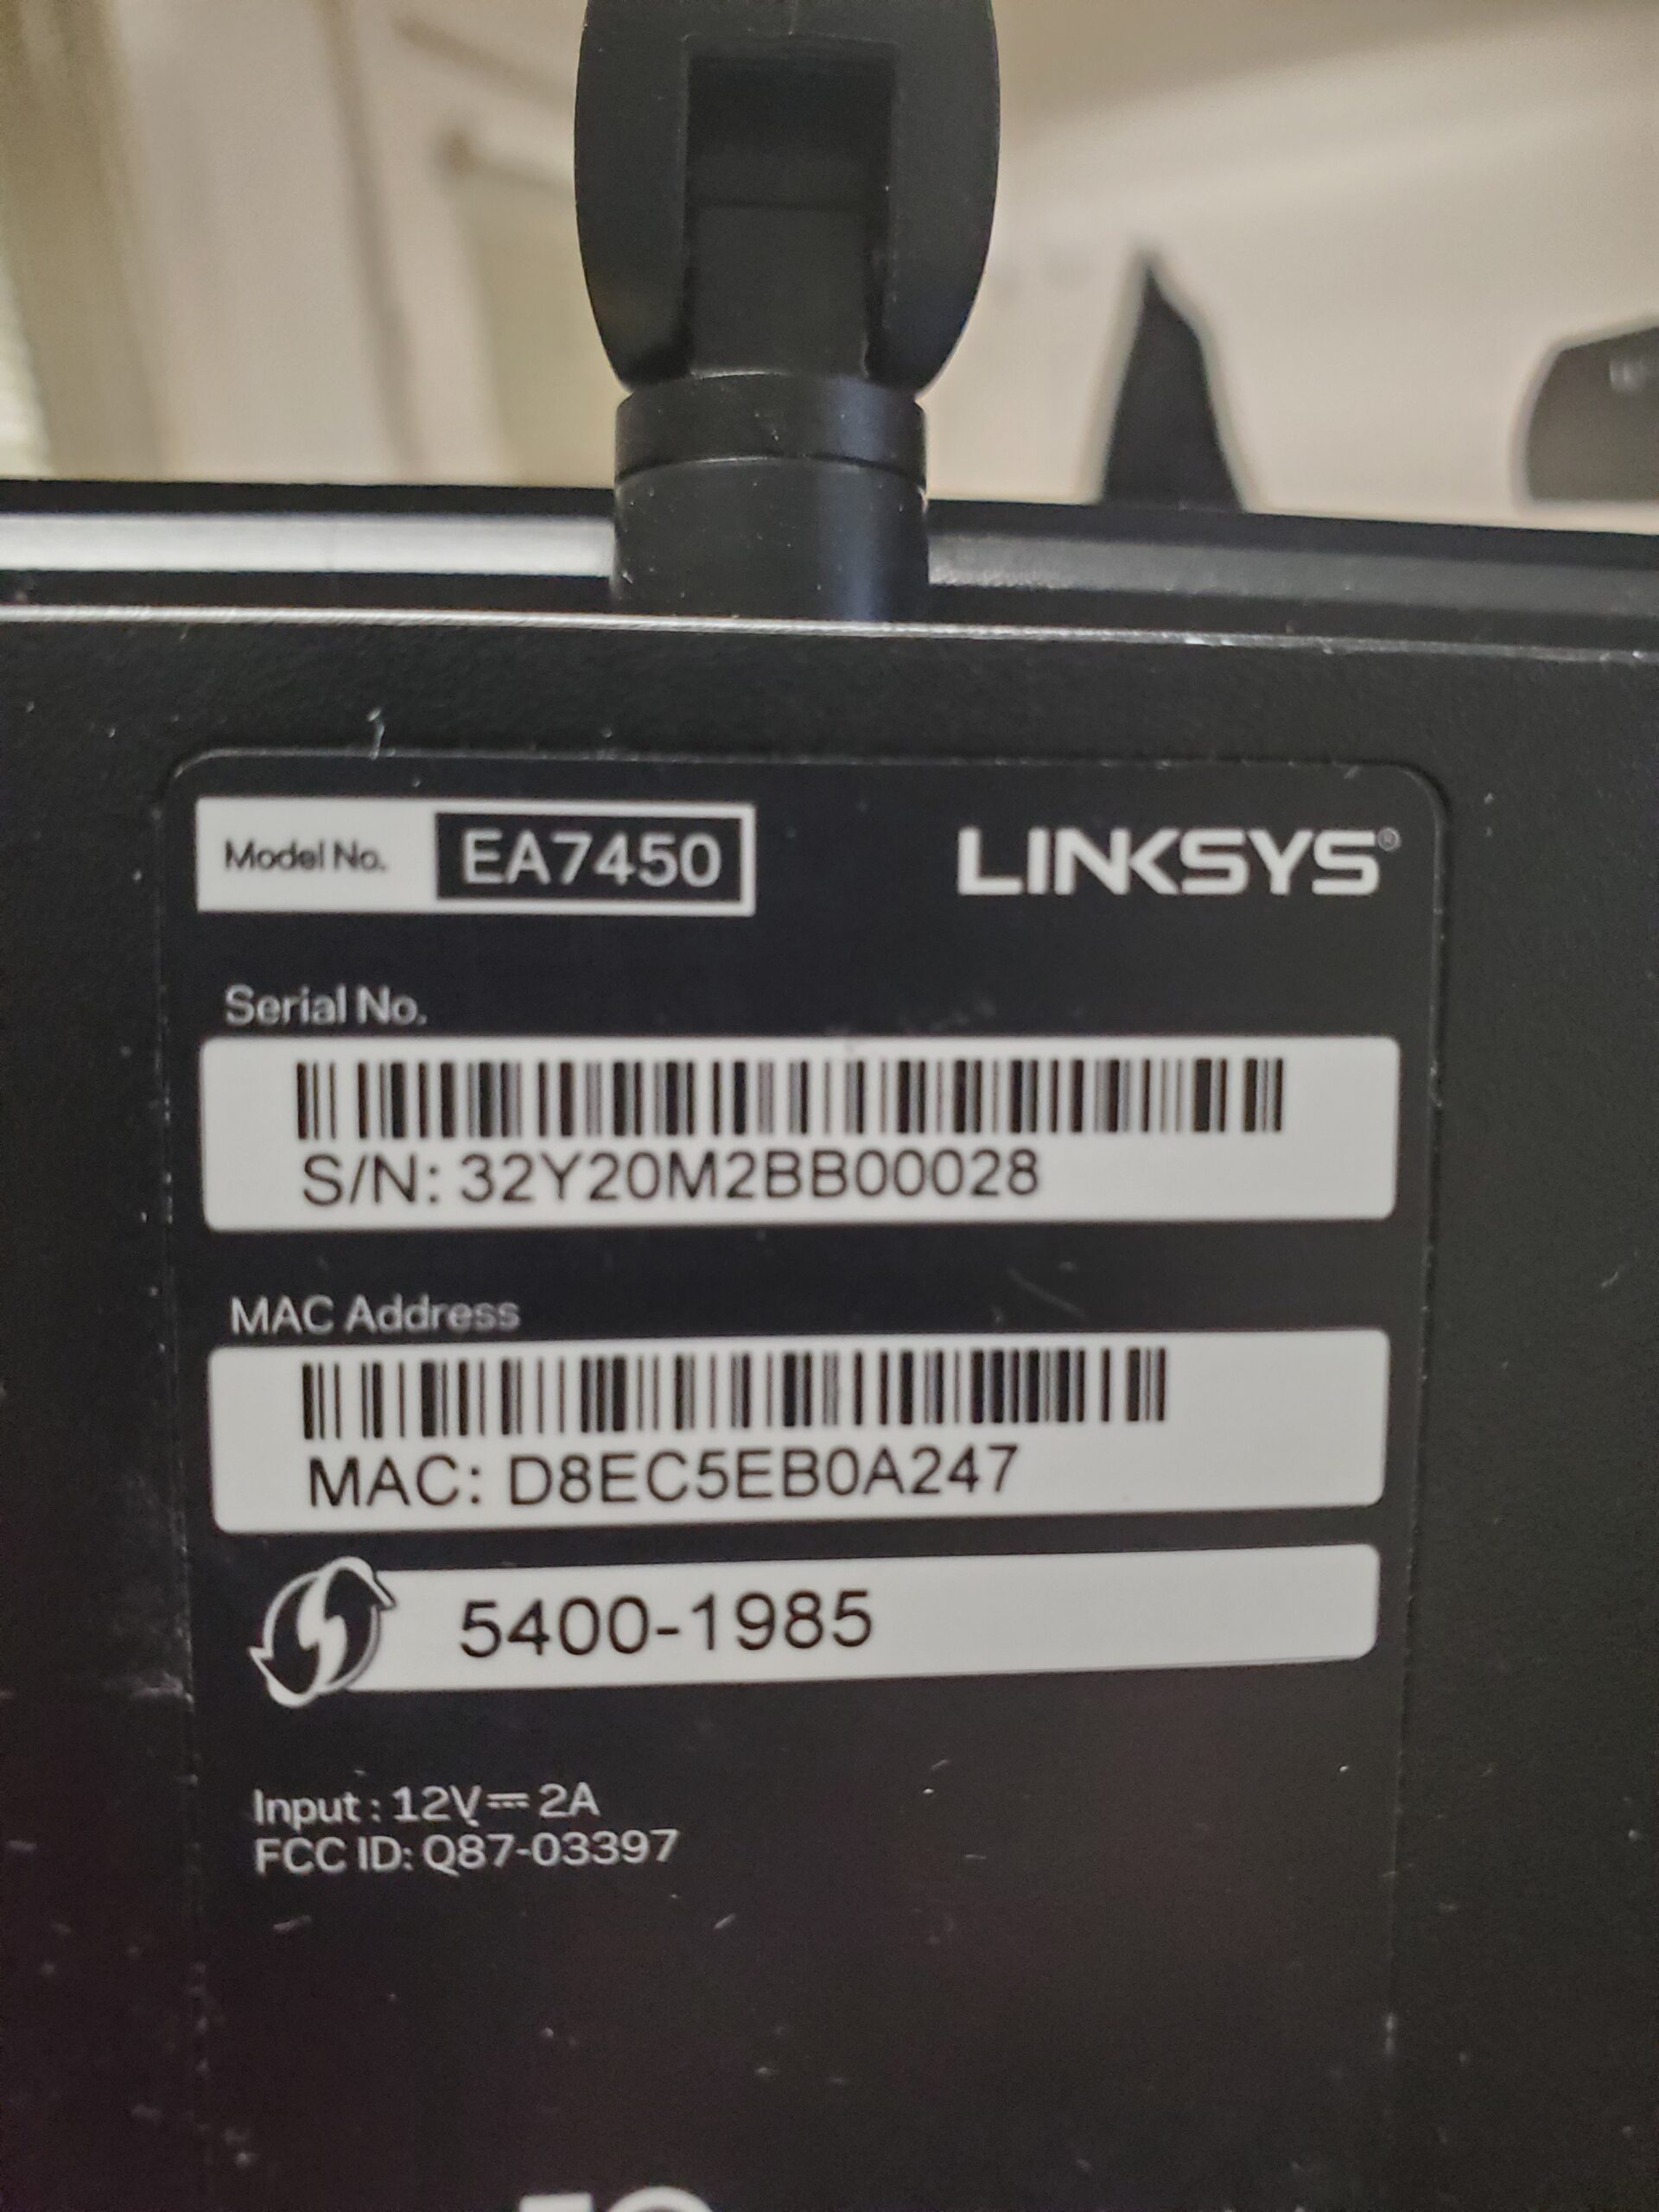 Model No. EA7450 LINKSYS®
Serial No.
S/N: 32Y20M2BB00028
MAC Address
MAC: D8EC5EB0A247
5400-1985
Input : 12V⎓2A
FCC ID: Q87-03397